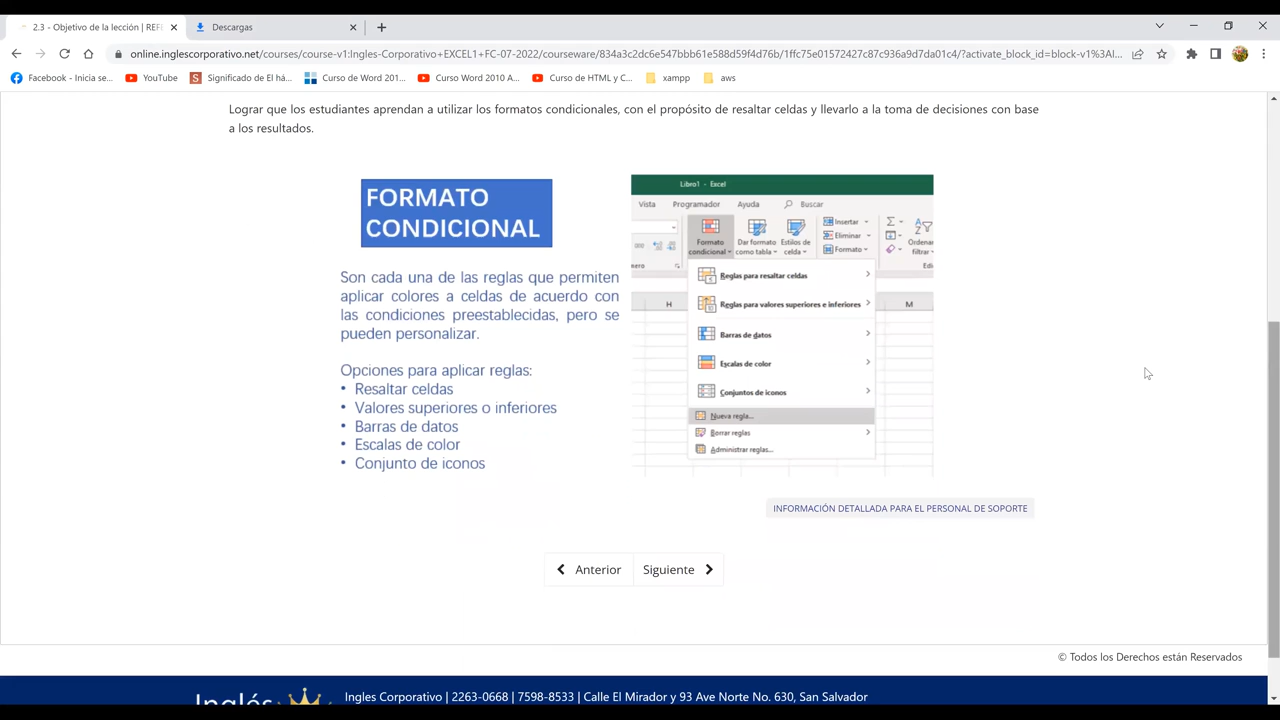 2.3 - Objetivo de la lección | REFI
Descargas
online.inglescorporativo.net/courses/course-v1:Ingles-Corporativo+EXCEL1+FC-07-2022/courseware/834a3c2dc6e547bbb61e588d59f4d76b/1ffc75e01572427c87c936a9d7da01c4/?activate_block_id=block-v1%3AI...
Facebook - Inicia se...
YouTube
Significado de El há...
Curso de Word 201...
Curso Word 2010 A...
Curso de HTML y C...
xampp
aws
Lograr que los estudiantes aprendan a utilizar los formatos condicionales, con el propósito de resaltar celdas y llevarlo a la toma de decisiones con base
a los resultados.
FORMATO
CONDICIONAL
Son cada una de las reglas que permiten
aplicar colores a celdas de acuerdo con
las condiciones preestablecidas, pero se
pueden personalizar.
Opciones para aplicar reglas:
• Resaltar celdas
• Valores superiores o inferiores
• Barras de datos
• Escalas de color
• Conjunto de iconos
Libro1 - Excel
Vista Programador Ayuda Buscar
Formato
condicional
Dar formato
como tabla
Estilos de
celda
Insertar
Eliminar
Formato
Ordenar
filtrar
mero
Edi
H
M
Reglas para resaltar celdas
Reglas para valores superiores e inferiores
Barras de datos
Escalas de color
Conjuntos de iconos
Nueva regla...
Borrar reglas
Administrar reglas...
INFORMACIÓN DETALLADA PARA EL PERSONAL DE SOPORTE
Anterior
Siguiente
© Todos los Derechos están Reservados
Inglés
Ingles Corporativo | 2263-0668 | 7598-8533 | Calle El Mirador y 93 Ave Norte No. 630, San Salvador